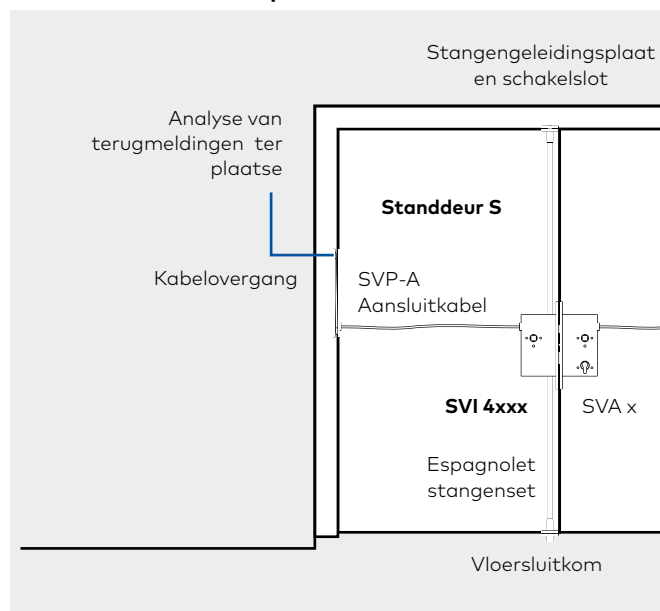 Stangengeleidingsplaat
en schakelslot
Analyse van
terugmeldingen ter
plaatse
Standdeur S
Kabelovergang
SVP-A
Aansluitkabel
SVI 4xxx
SVA x
Espagnolet
stangenset
Vloersluitkom